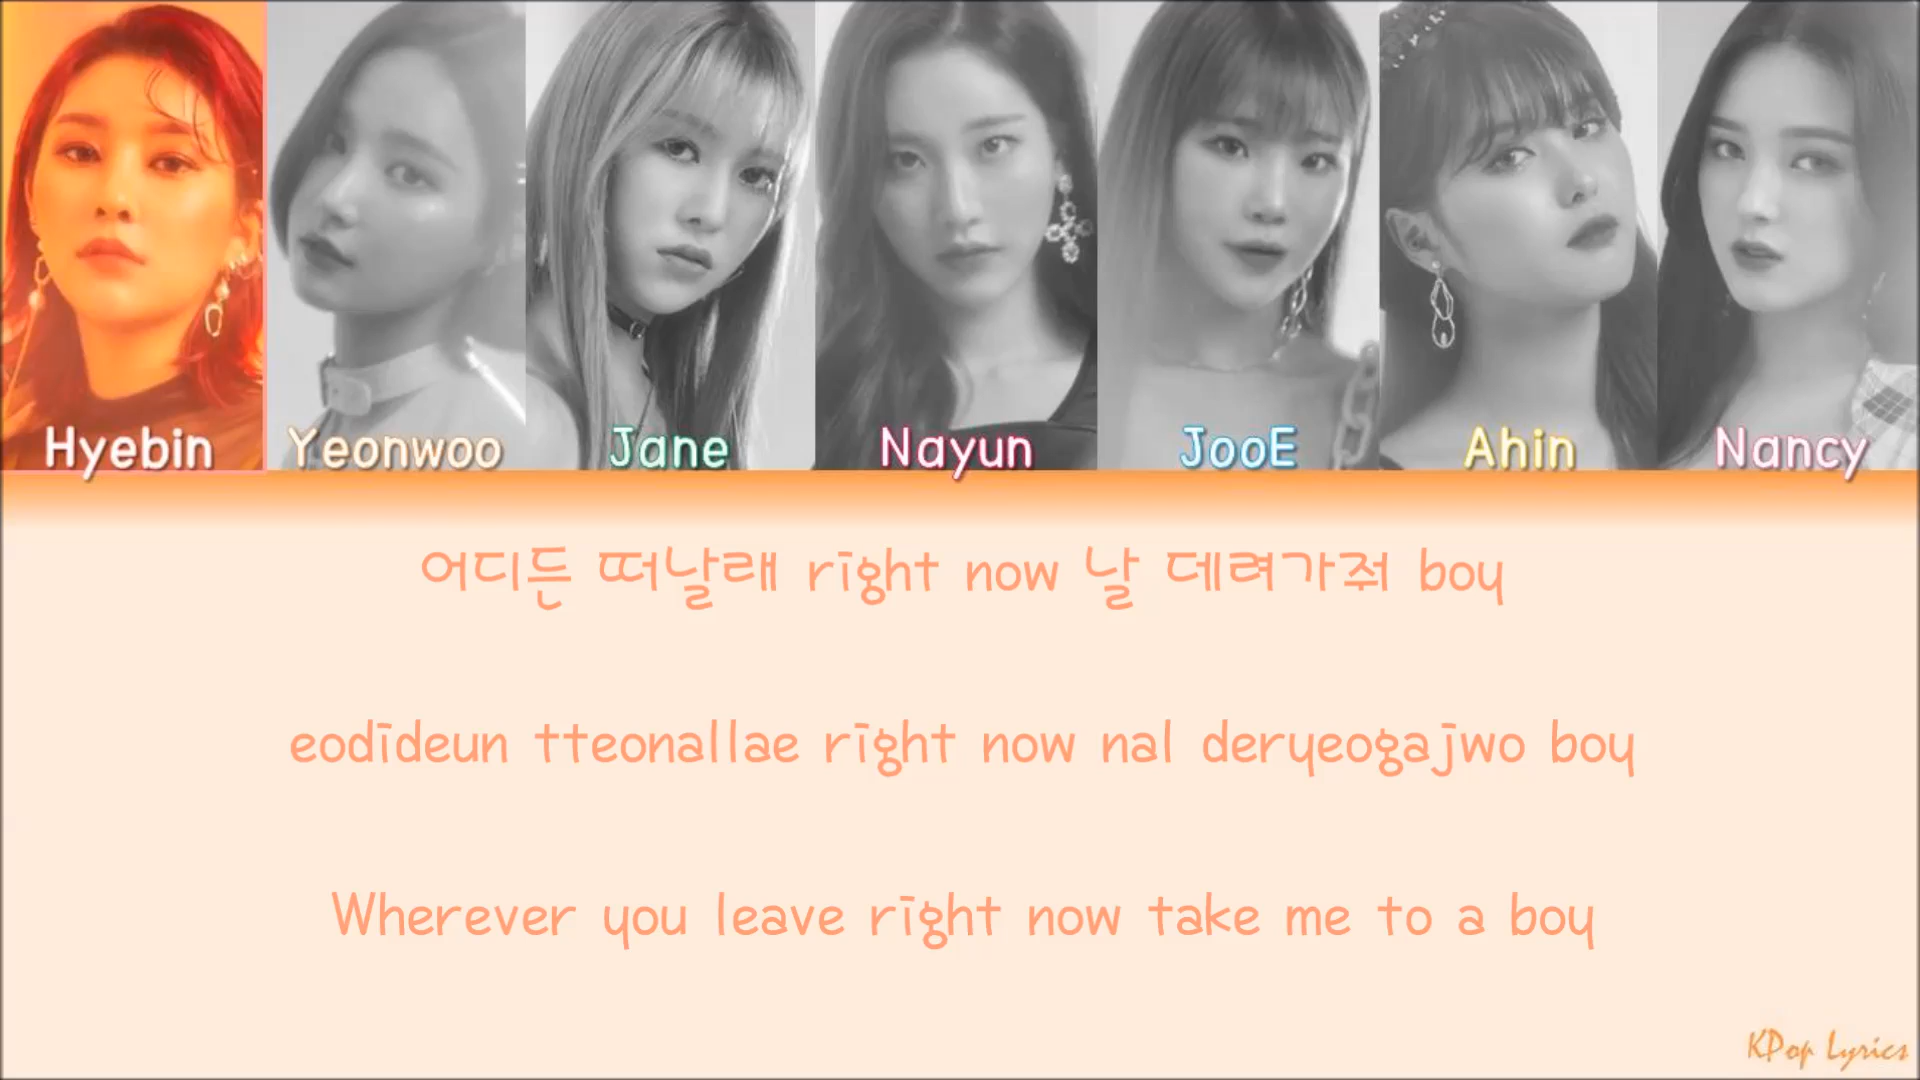 Hyebin Yeonwoo Jane Nayun JooE Ahin Nancy
어디든 떠날래 right now 날 데려가줘 boy
eodideun tteonallae right now nal deryeogajwo boy
Wherever you leave right now take me to a boy
KPop Lyrics